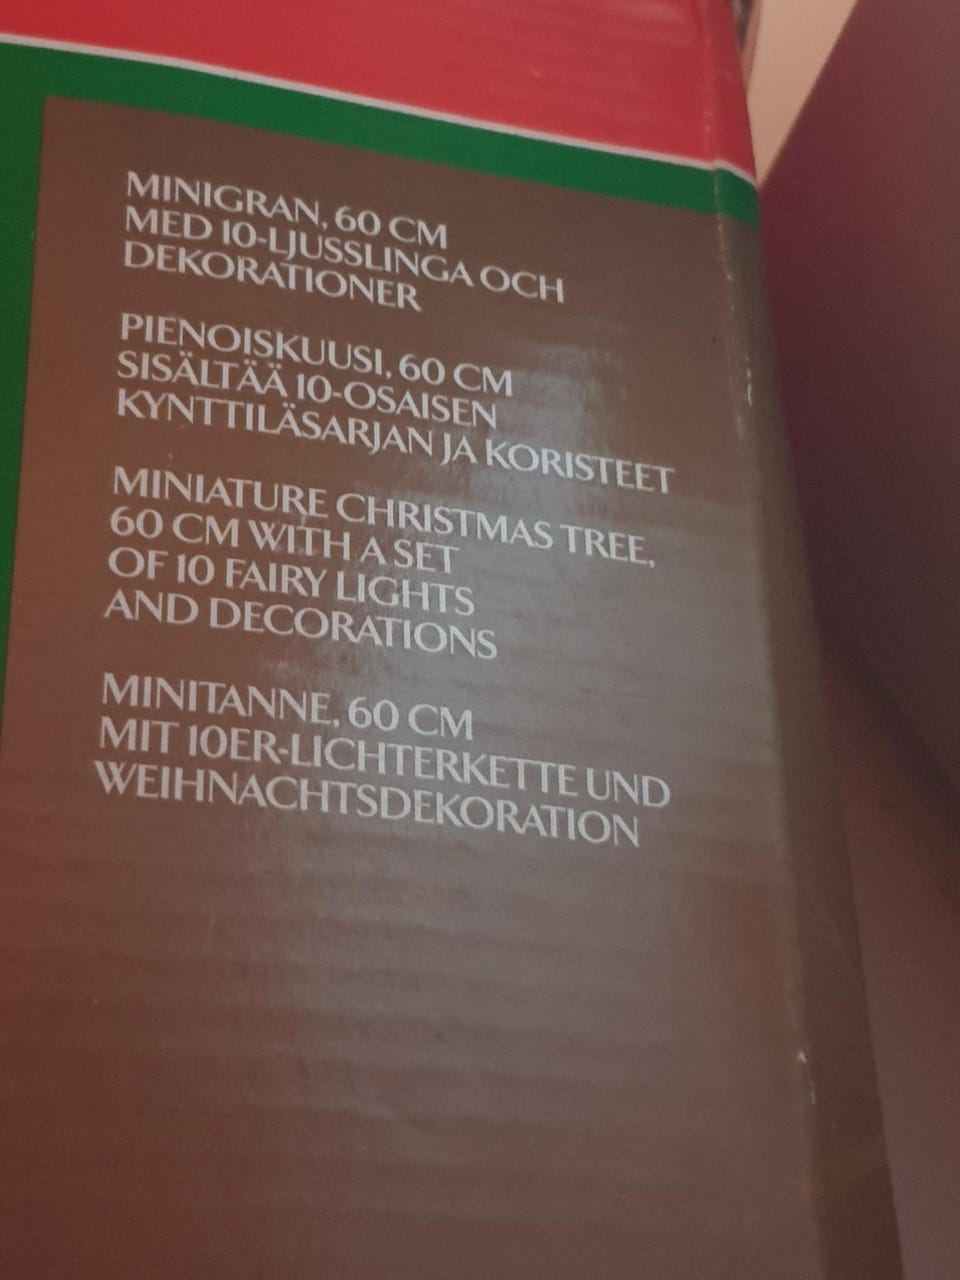 MINIGRAN, 60 CM
MED 10-LJUSSLINGA OCH
DEKORATIONER
PIENOISKUUSI, 60 CM
SISÄLTÄÄ 10-OSAISEN
KYNTTILÄSARJAN JA KORISTEET
MINIATURE CHRISTMAS TREE,
60 CM WITH A SET
OF 10 FAIRY LIGHTS
AND DECORATIONS
MINITANNE, 60 CM
MIT 10ER-LICHTERKETTE UND
WEIHNACHTSDEKORATION